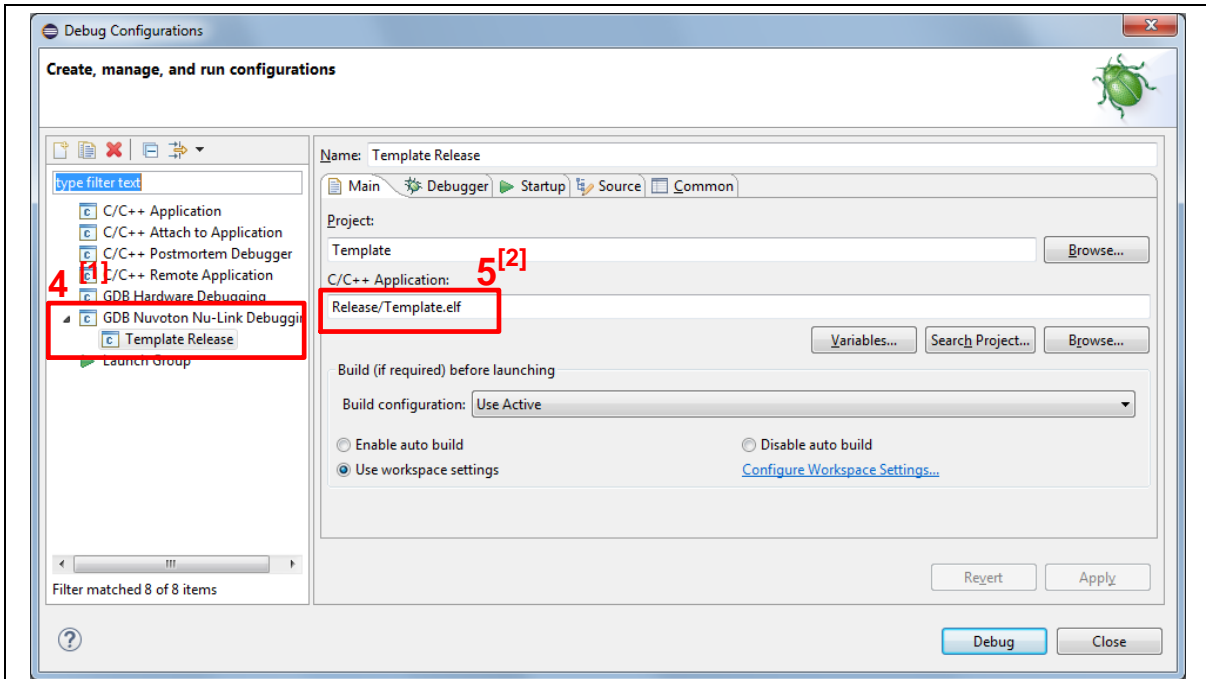 Debug Configurations
X
Create, manage, and run configurations
Name: Template Release
type filter text
Main Debugger Startup Source Common
C/C++ Application
C/C++ Attach to Application
C/C++ Postmortem Debugger
C/C++ Remote Application
GDB Hardware Debugging
GDB Nuvoton Nu-Link Debuggin
Template Release
Launch Group
4 [1]
Project:
Template
Browse...
5 [2]
C/C++ Application:
Release/Template.elf
Variables... Search Project... Browse...
Build (if required) before launching
Build configuration: Use Active
Enable auto build
Disable auto build
Use workspace settings
Configure Workspace Settings...
Filter matched 8 of 8 items
Revert Apply
?
Debug Close